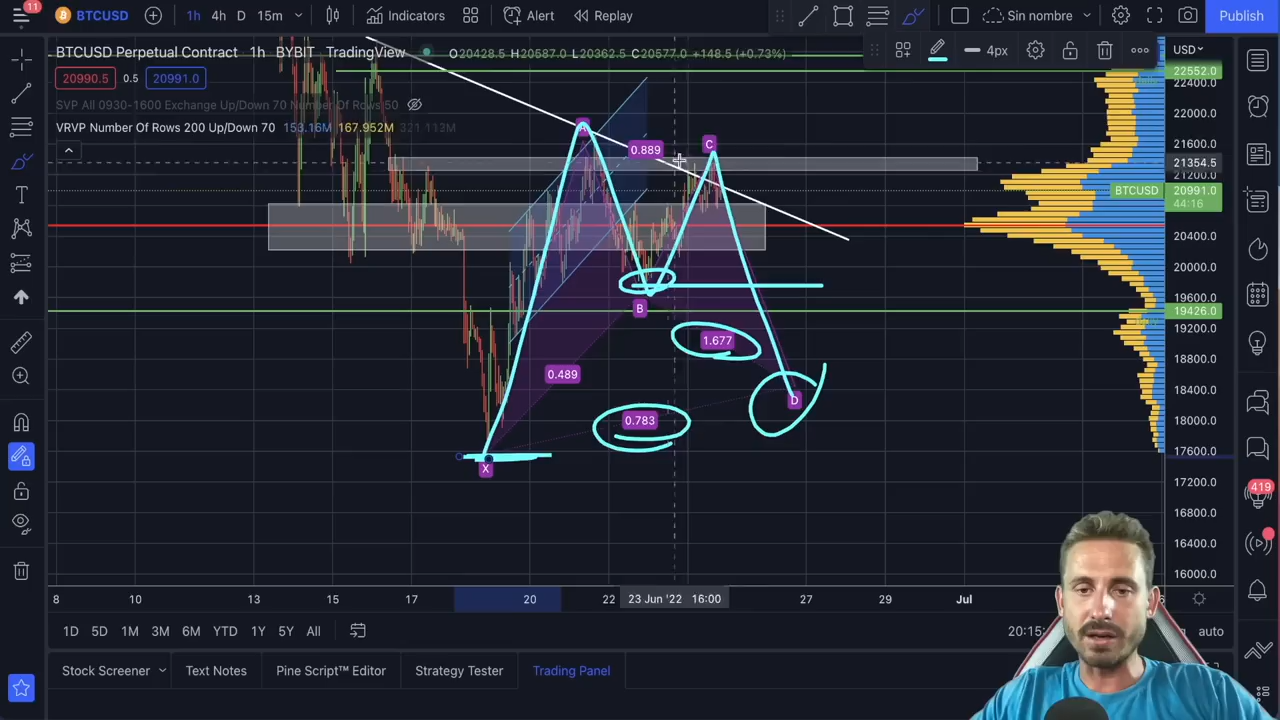 11
BTCUSD
1h 4h D 15m
Indicators
Alert
Replay
Sin nombre
Publish
BTCUSD Perpetual Contract · 1h · BYBIT · TradingView
H20587.0 L20362.5 C20577.0 +148.5 (+0.73%)
4px
USD
20990.5 0.5 20991.0
SVP All 0930-1600 Exchange Up/Down 70 Number Of Rows 50
VRVP Number Of Rows 200 Up/Down 70 153.16M 167.952M
22552.0
22400.0
22000.0
21600.0
21354.5
21200.0
BTCUSD 20991.0
44:16
20400.0
20000.0
19600.0
19426.0
19200.0
18800.0
18400.0
18000.0
17600.0
17200.0
16800.0
16400.0
16000.0
A
0.889
C
B
1.677
0.489
D
0.783
X
419
8 10 13 15 17 20 22 23 Jun '22 16:00 27 29 Jul
1D 5D 1M 3M 6M YTD 1Y 5Y All
20:15
auto
Stock Screener
Text Notes
Pine Script™ Editor
Strategy Tester
Trading Panel